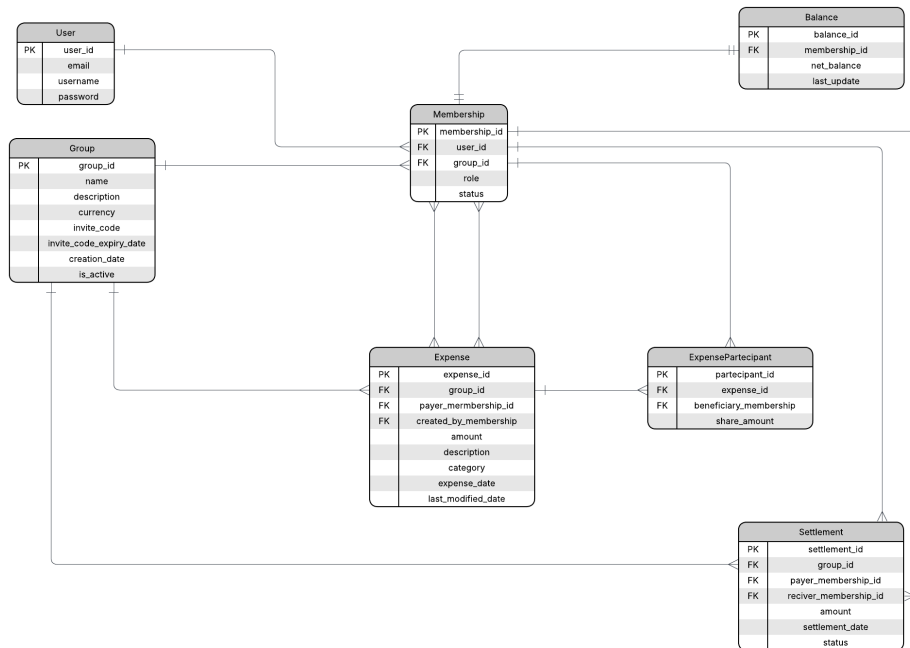 User
PK user_id
email
username
password
Group
PK group_id
name
description
currency
invite_code
invite_code_expiry_date
creation_date
is_active
Membership
PK membership_id
FK user_id
FK group_id
role
status
Balance
PK balance_id
FK membership_id
net_balance
last_update
Expense
PK expense_id
FK group_id
FK payer_mermbership_id
FK created_by_membership
amount
description
category
expense_date
last_modified_date
ExpensePartecipant
PK partecipant_id
FK expense_id
FK beneficiary_membership
share_amount
Settlement
PK settlement_id
FK group_id
FK payer_membership_id
FK reciver_membership_id
amount
settlement_date
status